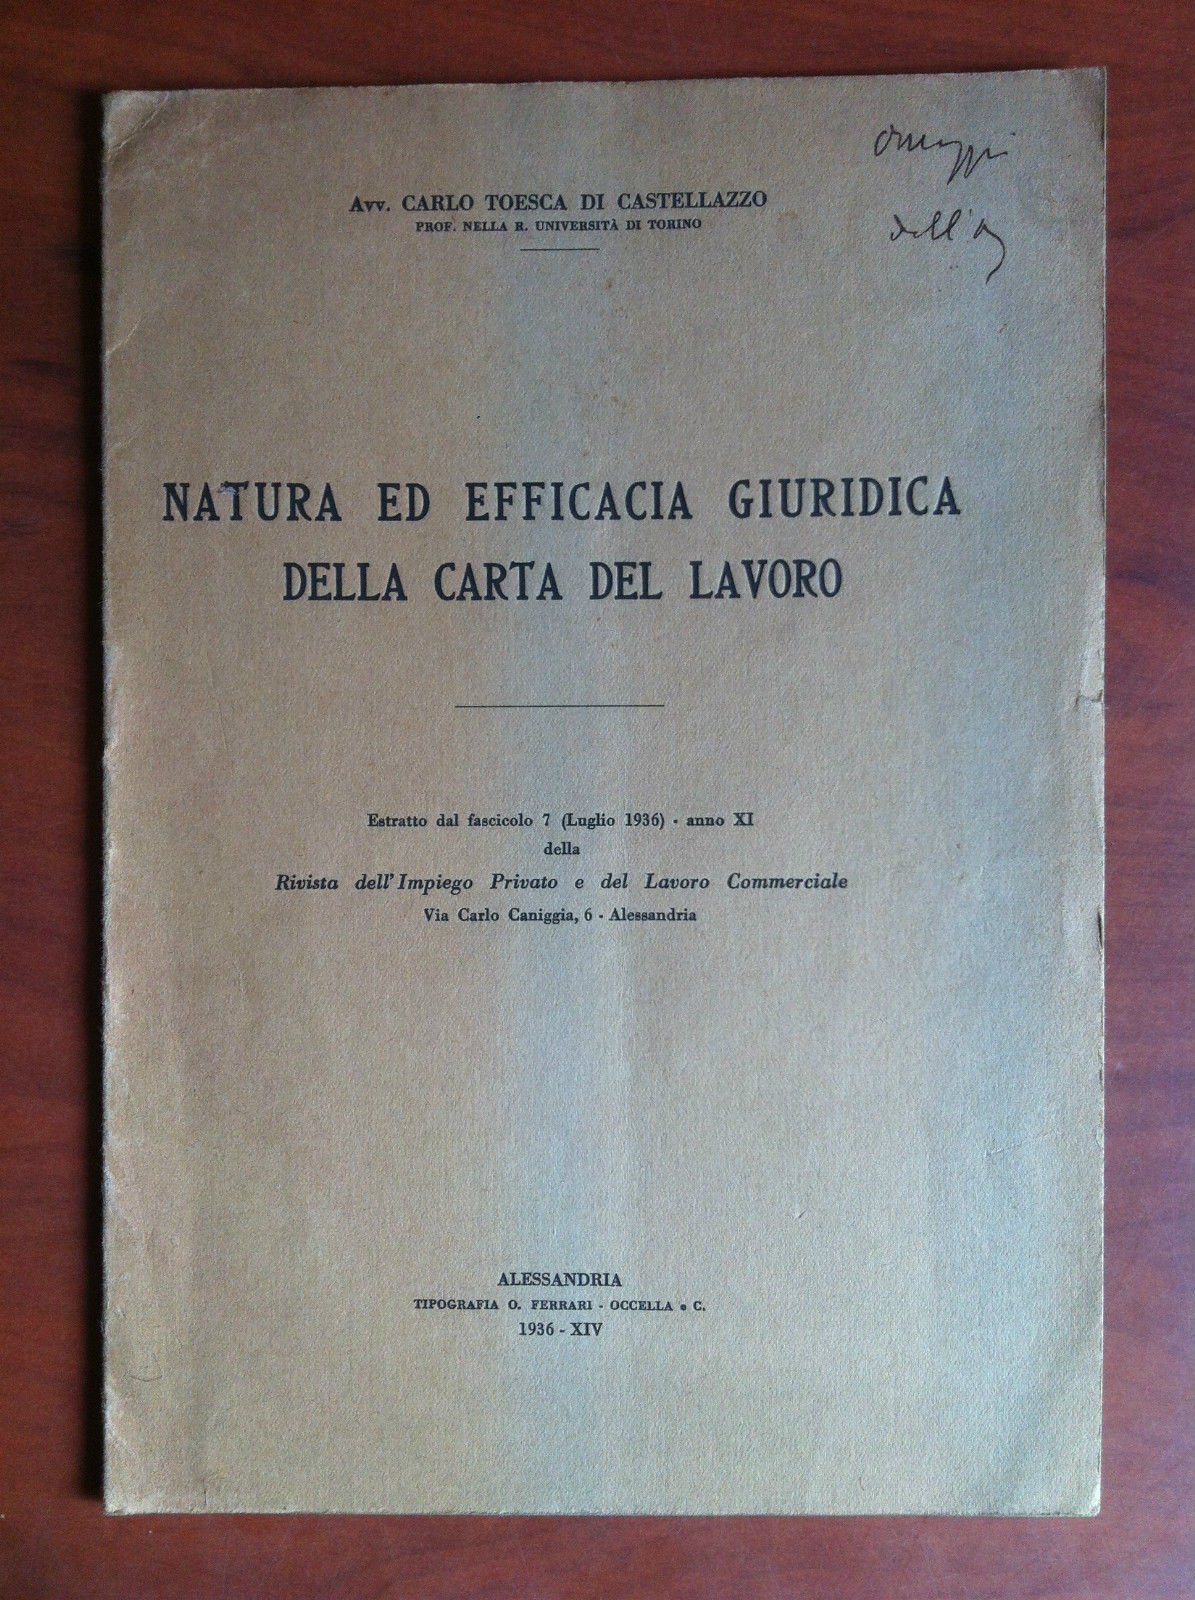 Avv. CARLO TOESCA DI CASTELLAZZO
PROF. NELLA R. UNIVERSITÀ DI TORINO
omaggio
dell'A
NATURA ED EFFICACIA GIURIDICA
DELLA CARTA DEL LAVORO
Estratto dal fascicolo 7 (Luglio 1936) - anno XI
della
Rivista dell'Impiego Privato e del Lavoro Commerciale
Via Carlo Caniggia, 6 - Alessandria
ALESSANDRIA
TIPOGRAFIA O. FERRARI - OCCELLA e C.
1936 - XIV